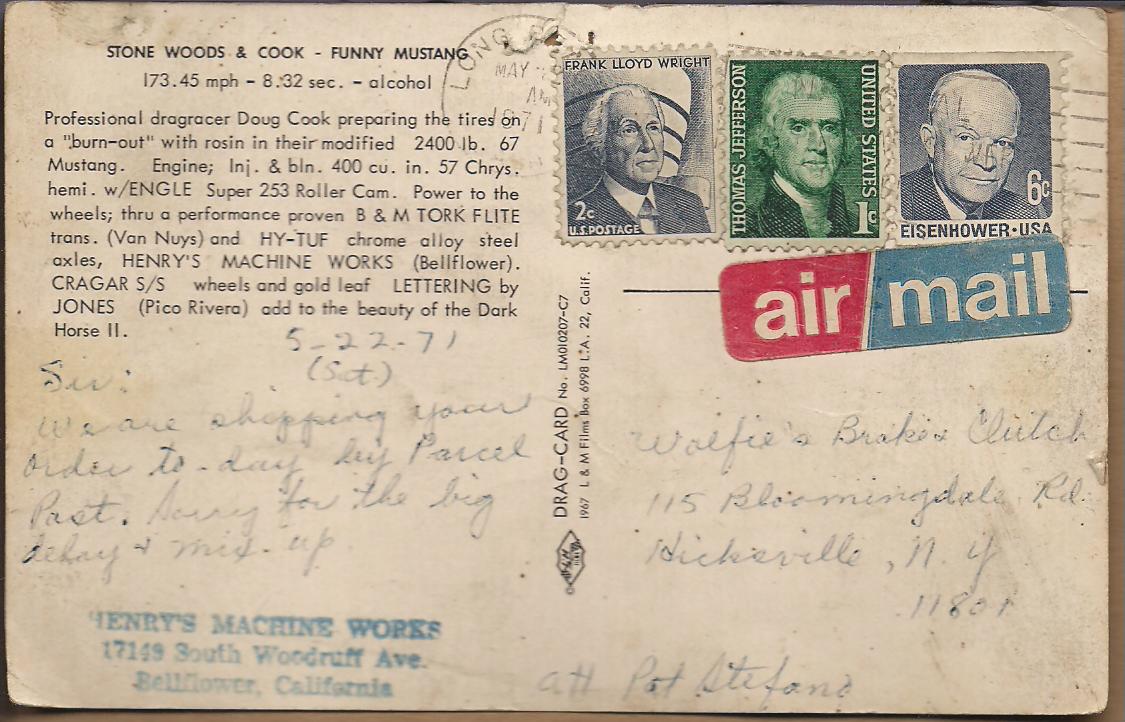 STONE WOODS & COOK - FUNNY MUSTANG
173.45 mph - 8.32 sec. - alcohol
Professional dragracer Doug Cook preparing the tires on
a "burn-out" with rosin in their modified 2400 lb. 67
Mustang. Engine; Inj. & bln. 400 cu. in. 57 Chrys.
hemi. w/ENGLE Super 253 Roller Cam. Power to the
wheels; thru a performance proven B & M TORK FLITE
trans. (Van Nuys) and HY-TUF chrome alloy steel
axles, HENRY'S MACHINE WORKS (Bellflower).
CRAGAR S/S wheels and gold leaf LETTERING by
JONES (Pico Rivera) add to the beauty of the Dark
Horse II.
5-22-71
(Sat)
Sir:
We are shipping your
order to-day by Parcel
Post. Sorry for the big
delay & mix-up
HENRY'S MACHINE WORKS
17149 South Woodruff Ave.
Bellflower, California
DRAG-CARD No. LM010207-C7
1967 L & M Films Box 6998 L.A. 22, Calif.
LONG
MAY
AM
1971
FRANK LLOYD WRIGHT
2c
U.S. POSTAGE
THOMAS JEFFERSON
UNITED STATES
1c
6c
EISENHOWER·USA
air mail
Wolfie's Brake & Clutch
115 Bloomingdale Rd
Hicksville, N.Y
11801
att Pat Stefano